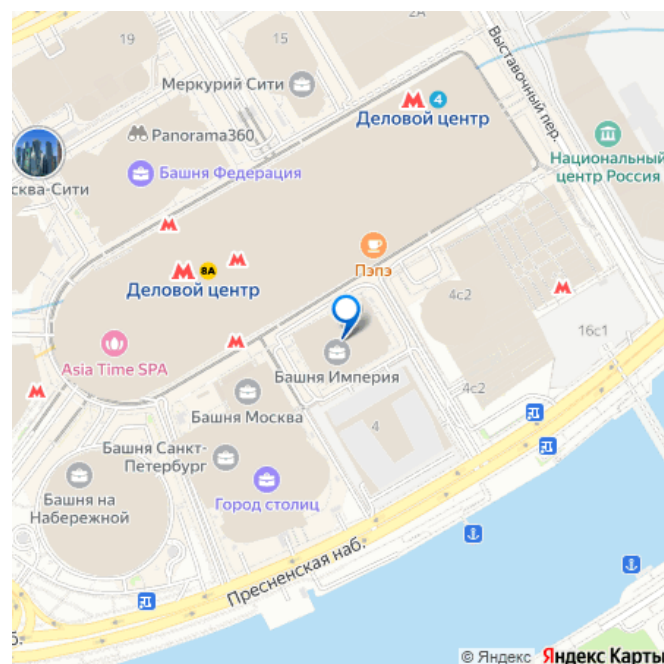 2А
19
15
Выставочный пер.
Меркурий Сити
4
Деловой центр
Panorama360
Национальный
центр Россия
Башня Федерация
сква-Сити
8А
Деловой центр
Пэпэ
4с2
16с1
Asia Time SPA
Башня Империя
4с2
Башня Москва
4
Башня Санкт-
Петербург
Башня на
Набережной
Город столиц
Пресненская наб.
б.
© Яндекс Яндекс Карты